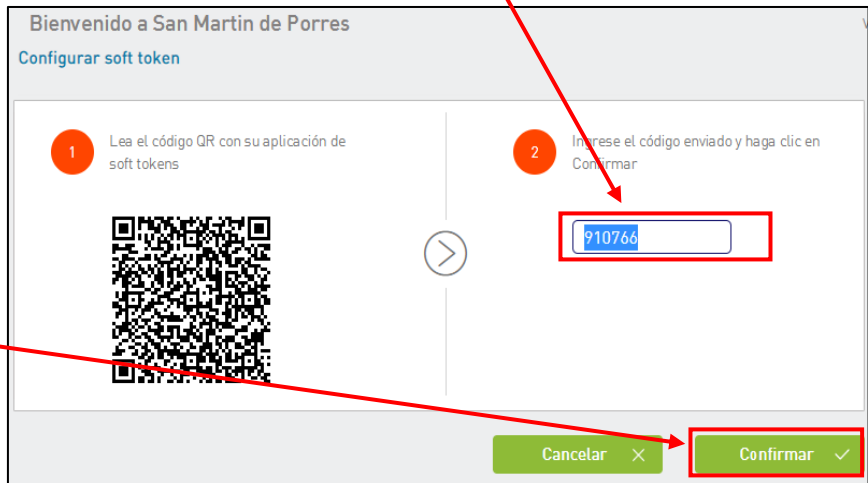 Bienvenido a San Martin de Porres
Configurar soft token
1
Lea el código QR con su aplicación de
soft tokens
2
Ingrese el código enviado y haga clic en
Confirmar
910766
Cancelar
Confirmar